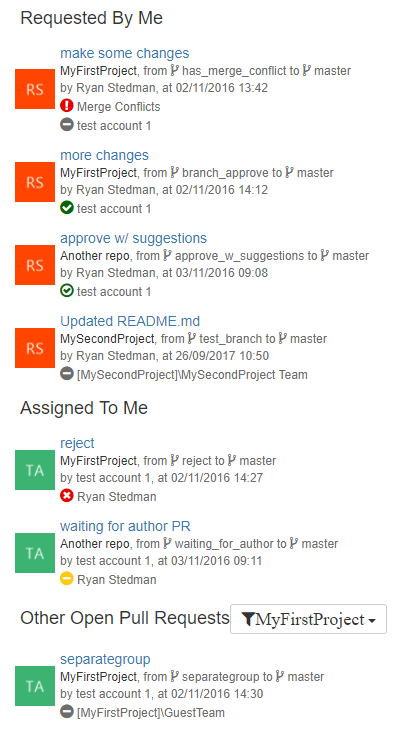 Requested By Me
make some changes
RS
MyFirstProject, from has_merge_conflict to master
by Ryan Stedman, at 02/11/2016 13:42
Merge Conflicts
test account 1
more changes
RS
MyFirstProject, from branch_approve to master
by Ryan Stedman, at 02/11/2016 14:12
test account 1
approve w/ suggestions
RS
Another repo, from approve_w_suggestions to master
by Ryan Stedman, at 03/11/2016 09:08
test account 1
Updated README.md
RS
MySecondProject, from test_branch to master
by Ryan Stedman, at 26/09/2017 10:50
[MySecondProject]\MySecondProject Team
Assigned To Me
reject
TA
MyFirstProject, from reject to master
by test account 1, at 02/11/2016 14:27
Ryan Stedman
waiting for author PR
TA
Another repo, from waiting_for_author to master
by test account 1, at 03/11/2016 09:11
Ryan Stedman
Other Open Pull Requests MyFirstProject
separategroup
TA
MyFirstProject, from separategroup to master
by test account 1, at 02/11/2016 14:30
[MyFirstProject]\GuestTeam